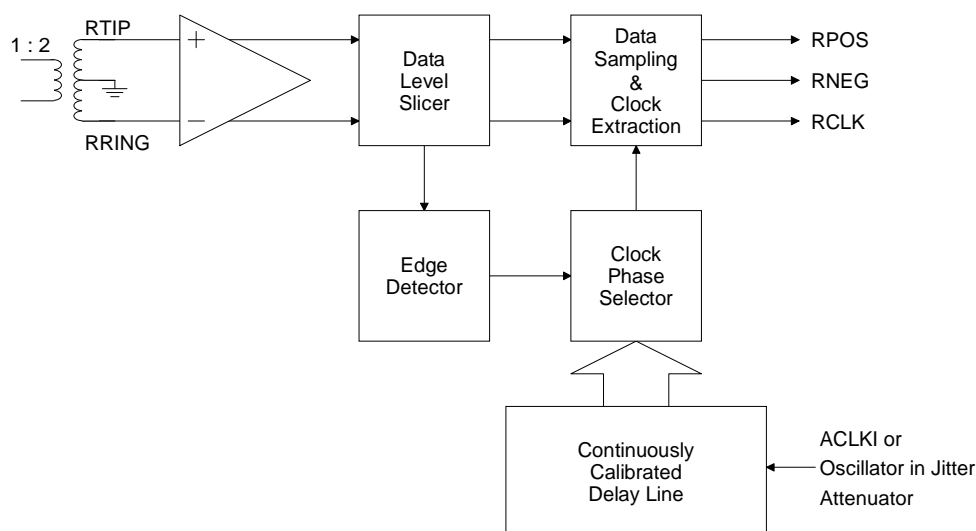 RTIP
1 : 2
+
−
RRING
Data
Level
Slicer
Data
Sampling
&
Clock
Extraction
RPOS
RNEG
RCLK
Edge
Detector
Clock
Phase
Selector
Continuously
Calibrated
Delay Line
ACLKI or
Oscillator in Jitter
Attenuator